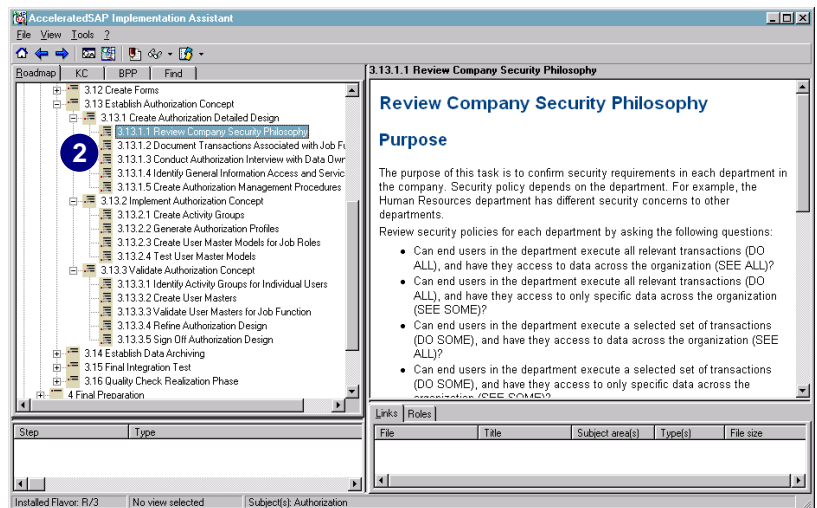 AcceleratedSAP Implementation Assistant
File View Tools ?
Roadmap KC BPP Find
3.12 Create Forms
3.13 Establish Authorization Concept
3.13.1 Create Authorization Detailed Design
3.13.1.1 Review Company Security Philosophy
2
3.13.1.2 Document Transactions Associated with Job Fu
3.13.1.3 Conduct Authorization Interview with Data Own
3.13.1.4 Identify General Information Access and Servic
3.13.1.5 Create Authorization Management Procedures
3.13.2 Implement Authorization Concept
3.13.2.1 Create Activity Groups
3.13.2.2 Generate Authorization Profiles
3.13.2.3 Create User Master Models for Job Roles
3.13.2.4 Test User Master Models
3.13.3 Validate Authorization Concept
3.13.3.1 Identify Activity Groups for Individual Users
3.13.3.2 Create User Masters
3.13.3.3 Validate User Masters for Job Function
3.13.3.4 Refine Authorization Design
3.13.3.5 Sign Off Authorization Design
3.14 Establish Data Archiving
3.15 Final Integration Test
3.16 Quality Check Realization Phase
4 Final Preparation
3.13.1.1 Review Company Security Philosophy
Review Company Security Philosophy
Purpose
The purpose of this task is to confirm security requirements in each department in
the company. Security policy depends on the department. For example, the
Human Resources department has different security concerns to other
departments.
Review security policies for each department by asking the following questions:
• Can end users in the department execute all relevant transactions (DO
ALL), and have they access to data across the organization (SEE ALL)?
• Can end users in the department execute all relevant transactions (DO
ALL), and have they access to only specific data across the organization
(SEE SOME)?
• Can end users in the department execute a selected set of transactions
(DO SOME), and have they access to data across the organization (SEE
ALL)?
• Can end users in the department execute a selected set of transactions
(DO SOME), and have they access to only specific data across the
organization (SEE SOME)?
Links Roles
File Title Subject area(s) Type(s) File size
Step Type
Installed Flavor: R/3 No view selected Subject(s): Authorization